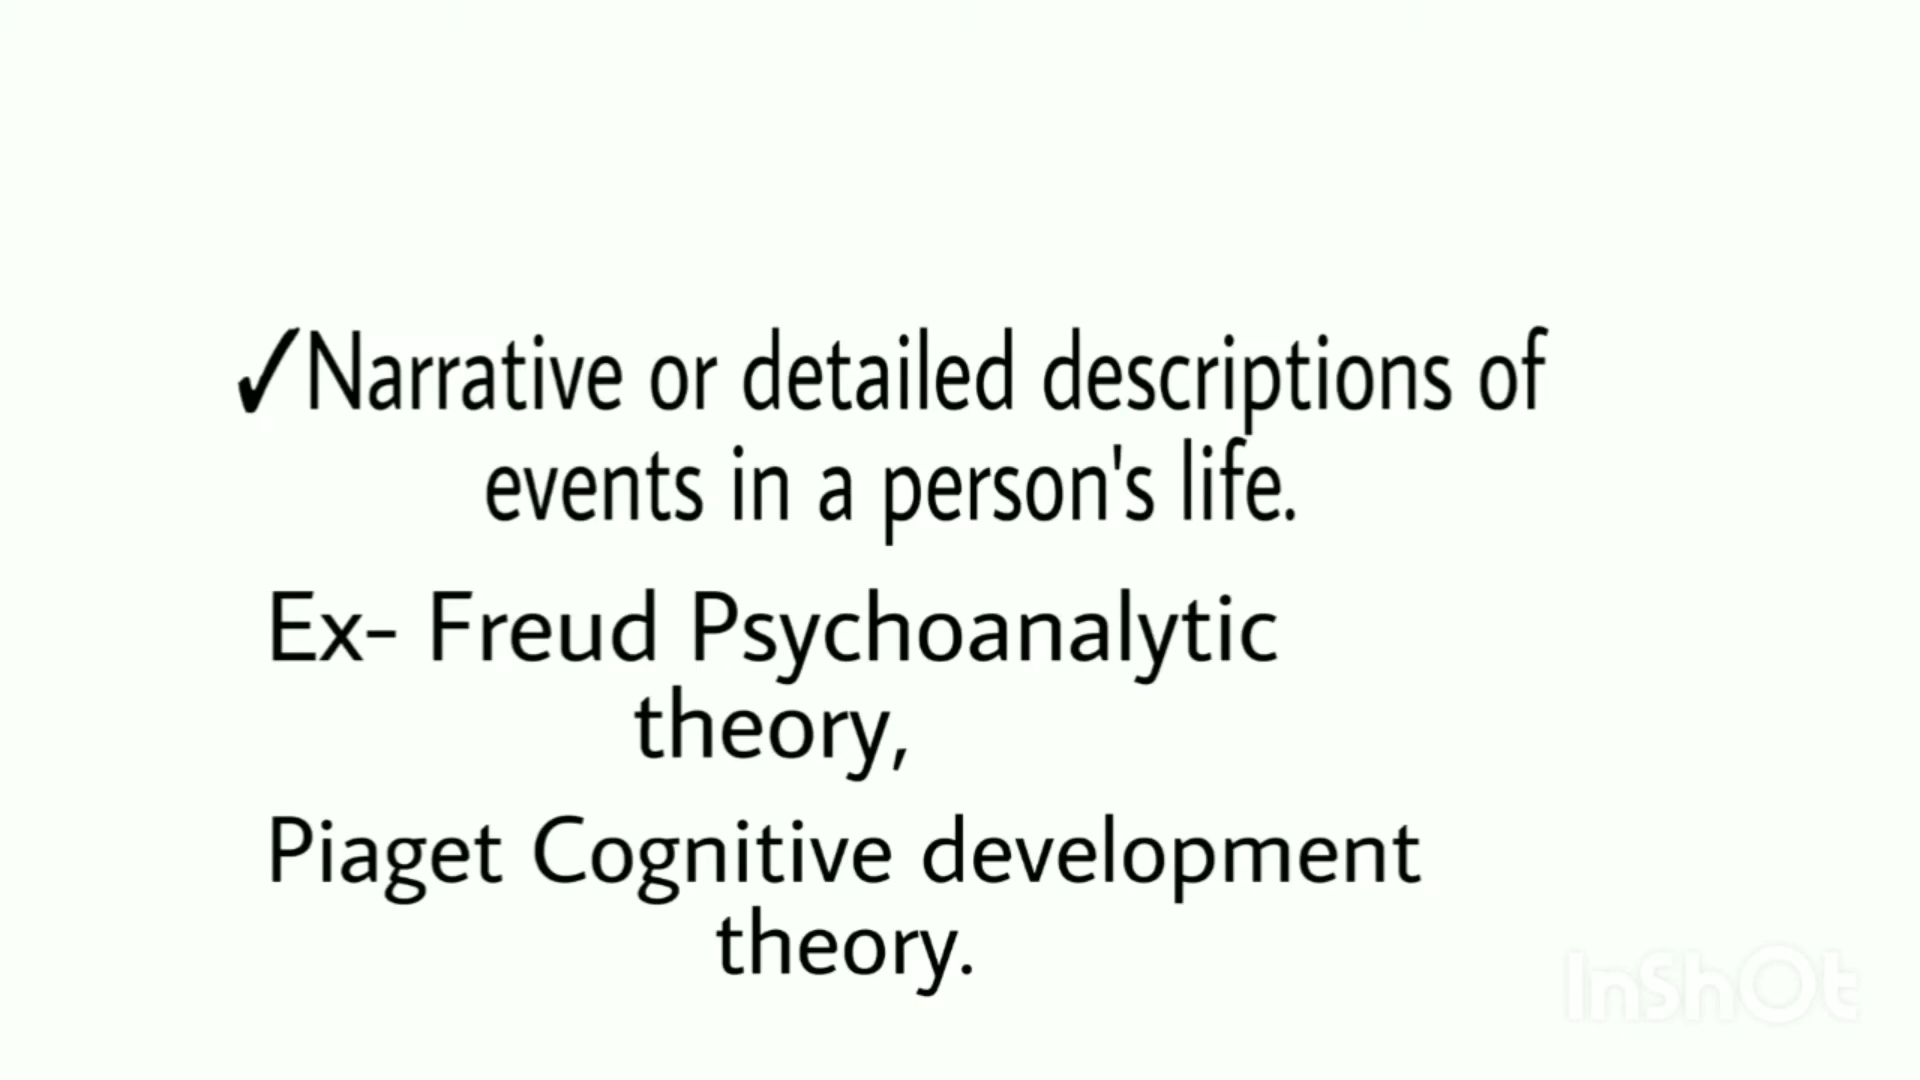 ✓Narrative or detailed descriptions of
events in a person's life.
Ex- Freud Psychoanalytic
theory,
Piaget Cognitive development
theory.
InShOt